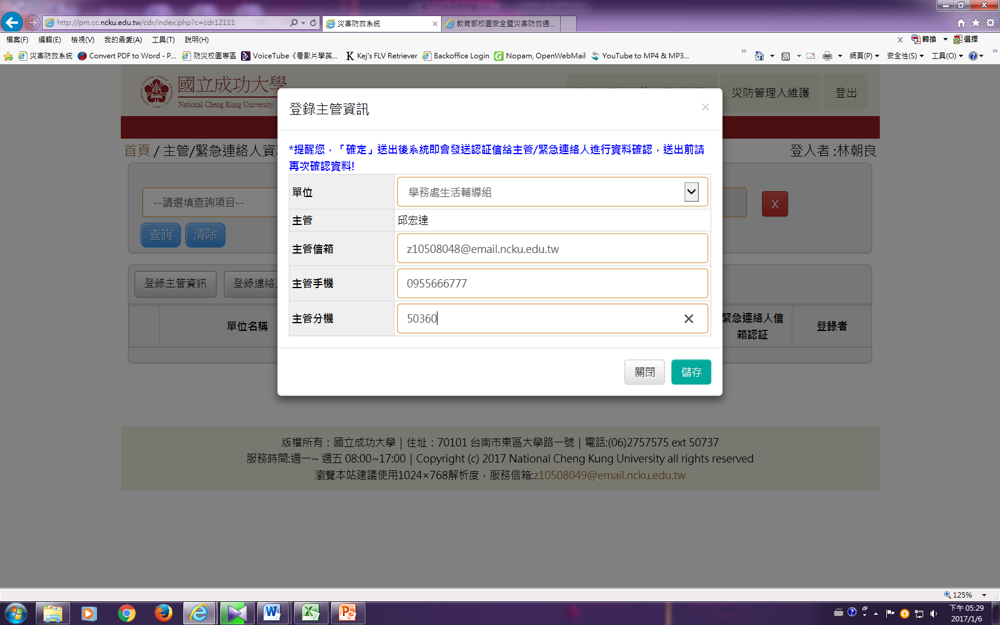 http://pm.cc.ncku.edu.tw/cdr/index.php?c=cdr12111
災害防救系統
教育部校園安全暨災害防救通...
檔案(F) 編輯(E) 檢視(V) 我的最愛(A) 工具(T) 說明(H)
轉換 選擇
災害防救系統 Convert PDF to Word - P... 防災校園專區 VoiceTube《看影片學英... Kej's FLV Retriever Backoffice Login Nopam, OpenWebMail YouTube to MP4 & MP3...
網頁(P) 安全性(S) 工具(O)
國立成功大學
National Cheng Kung University
災防管理人維護 登出
首頁 / 主管/緊急連絡人資
登入者 :林朝良
--請選填查詢項目--
X
查詢 清除
登錄主管資訊 登錄連絡
單位名稱
緊急連絡人信
箱認証
登錄者
登錄主管資訊
×
*提醒您，「確定」送出後系統即會發送認証信給主管/緊急連絡人進行資料確認，送出前請
再次確認資料!
單位 學務處生活輔導組
主管 邱宏達
主管信箱 z10508048@email.ncku.edu.tw
主管手機 0955666777
主管分機 50360
關閉 儲存
版權所有：國立成功大學 | 住址：70101 台南市東區大學路一號 | 電話:(06)2757575 ext 50737
服務時間:週一~ 週五 08:00~17:00 | Copyright (c) 2017 National Cheng Kung University all rights reserved
瀏覽本站建議使用1024×768解析度，服務信箱:z10508049@email.ncku.edu.tw
125%
下午 05:29
2017/1/6